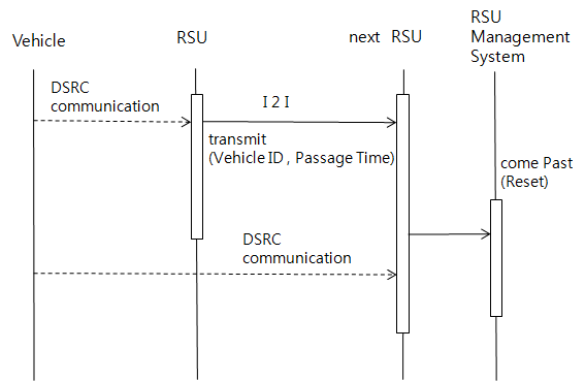 Vehicle
RSU
next RSU
RSU
Management
System
DSRC
communication
I 2 I
transmit
(Vehicle ID , Passage Time)
come Past
(Reset)
DSRC
communication